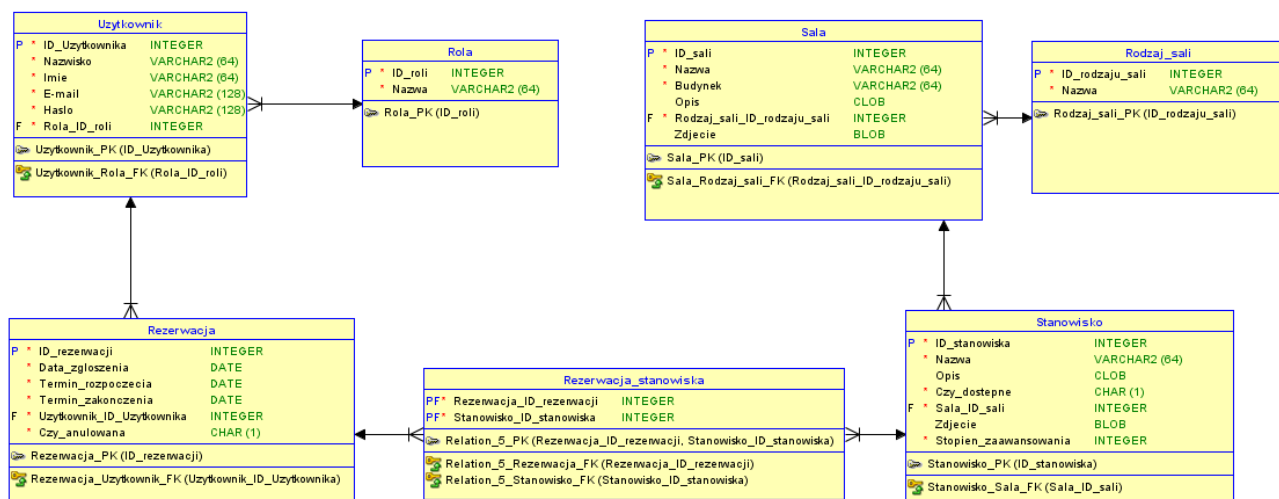 Uzytkownik
P * ID_Uzytkownika INTEGER
* Nazwisko VARCHAR2 (64)
* Imie VARCHAR2 (64)
* E-mail VARCHAR2 (128)
* Haslo VARCHAR2 (128)
F * Rola_ID_roli INTEGER
Uzytkownik_PK (ID_Uzytkownika)
Uzytkownik_Rola_FK (Rola_ID_roli)
Rola
P * ID_roli INTEGER
* Nazwa VARCHAR2 (64)
Rola_PK (ID_roli)
Sala
P * ID_sali INTEGER
* Nazwa VARCHAR2 (64)
* Budynek VARCHAR2 (64)
Opis CLOB
F * Rodzaj_sali_ID_rodzaju_sali INTEGER
Zdjecie BLOB
Sala_PK (ID_sali)
Sala_Rodzaj_sali_FK (Rodzaj_sali_ID_rodzaju_sali)
Rodzaj_sali
P * ID_rodzaju_sali INTEGER
* Nazwa VARCHAR2 (64)
Rodzaj_sali_PK (ID_rodzaju_sali)
Rezerwacja
P * ID_rezerwacji INTEGER
* Data_zgloszenia DATE
* Termin_rozpoczecia DATE
* Termin_zakonczenia DATE
F * Uzytkownik_ID_Uzytkownika INTEGER
* Czy_anulowana CHAR (1)
Rezerwacja_PK (ID_rezerwacji)
Rezerwacja_Uzytkownik_FK (Uzytkownik_ID_Uzytkownika)
Rezerwacja_stanowiska
PF* Rezerwacja_ID_rezerwacji INTEGER
PF* Stanowisko_ID_stanowiska INTEGER
Relation_5_PK (Rezerwacja_ID_rezerwacji, Stanowisko_ID_stanowiska)
Relation_5_Rezerwacja_FK (Rezerwacja_ID_rezerwacji)
Relation_5_Stanowisko_FK (Stanowisko_ID_stanowiska)
Stanowisko
P * ID_stanowiska INTEGER
* Nazwa VARCHAR2 (64)
Opis CLOB
* Czy_dostepne CHAR (1)
F * Sala_ID_sali INTEGER
Zdjecie BLOB
* Stopien_zaawansowania INTEGER
Stanowisko_PK (ID_stanowiska)
Stanowisko_Sala_FK (Sala_ID_sali)